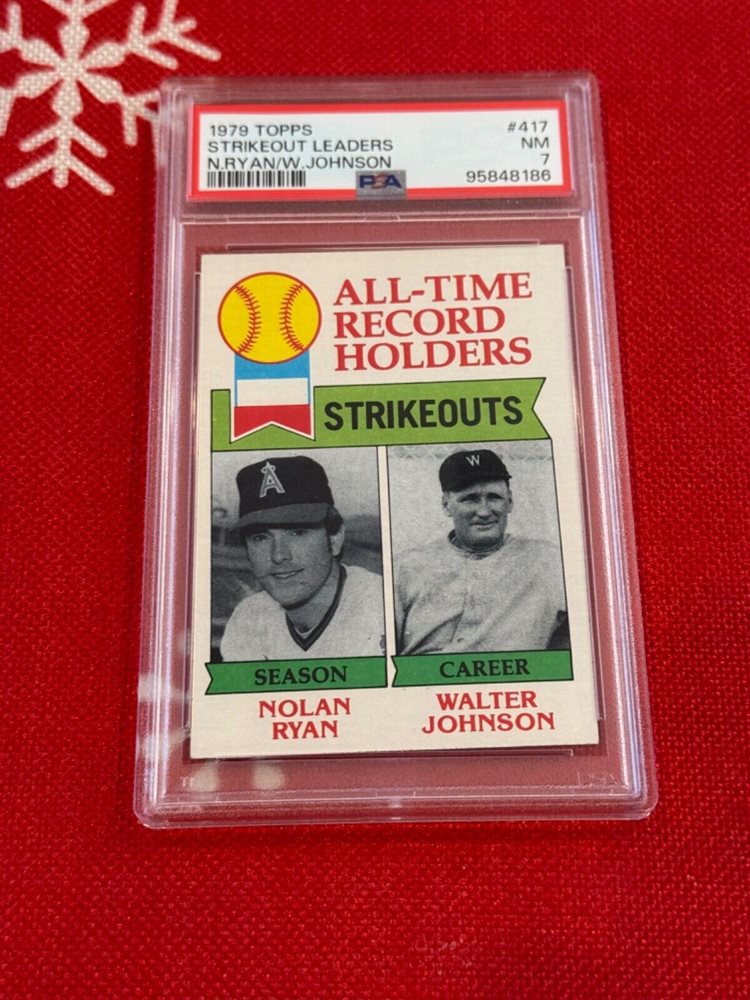 1979 TOPPS #417
STRIKEOUT LEADERS NM
N.RYAN/W.JOHNSON 7
PSA 95848186
ALL-TIME
RECORD
HOLDERS
STRIKEOUTS
A
W
SEASON
CAREER
NOLAN
RYAN
WALTER
JOHNSON